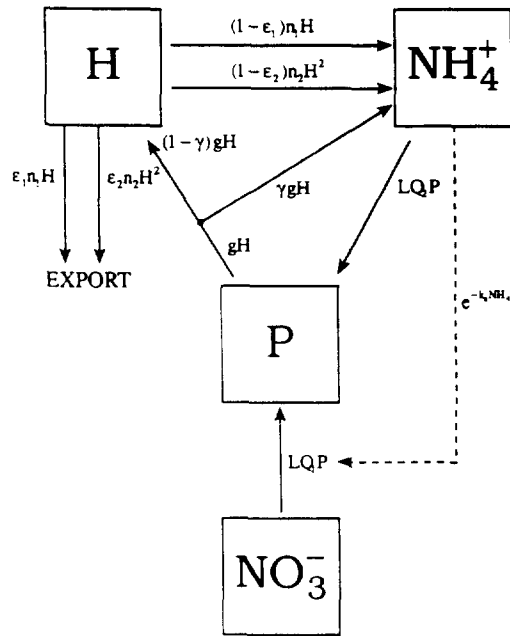 (1-ε₁)n₁H
H
NH₄⁺
(1-ε₂)n₂H²
(1-γ)gH
ε₁n₁H
ε₂n₂H²
γgH
LQ₂P
gH
EXPORT
P
LQ₁P
NO₃⁻